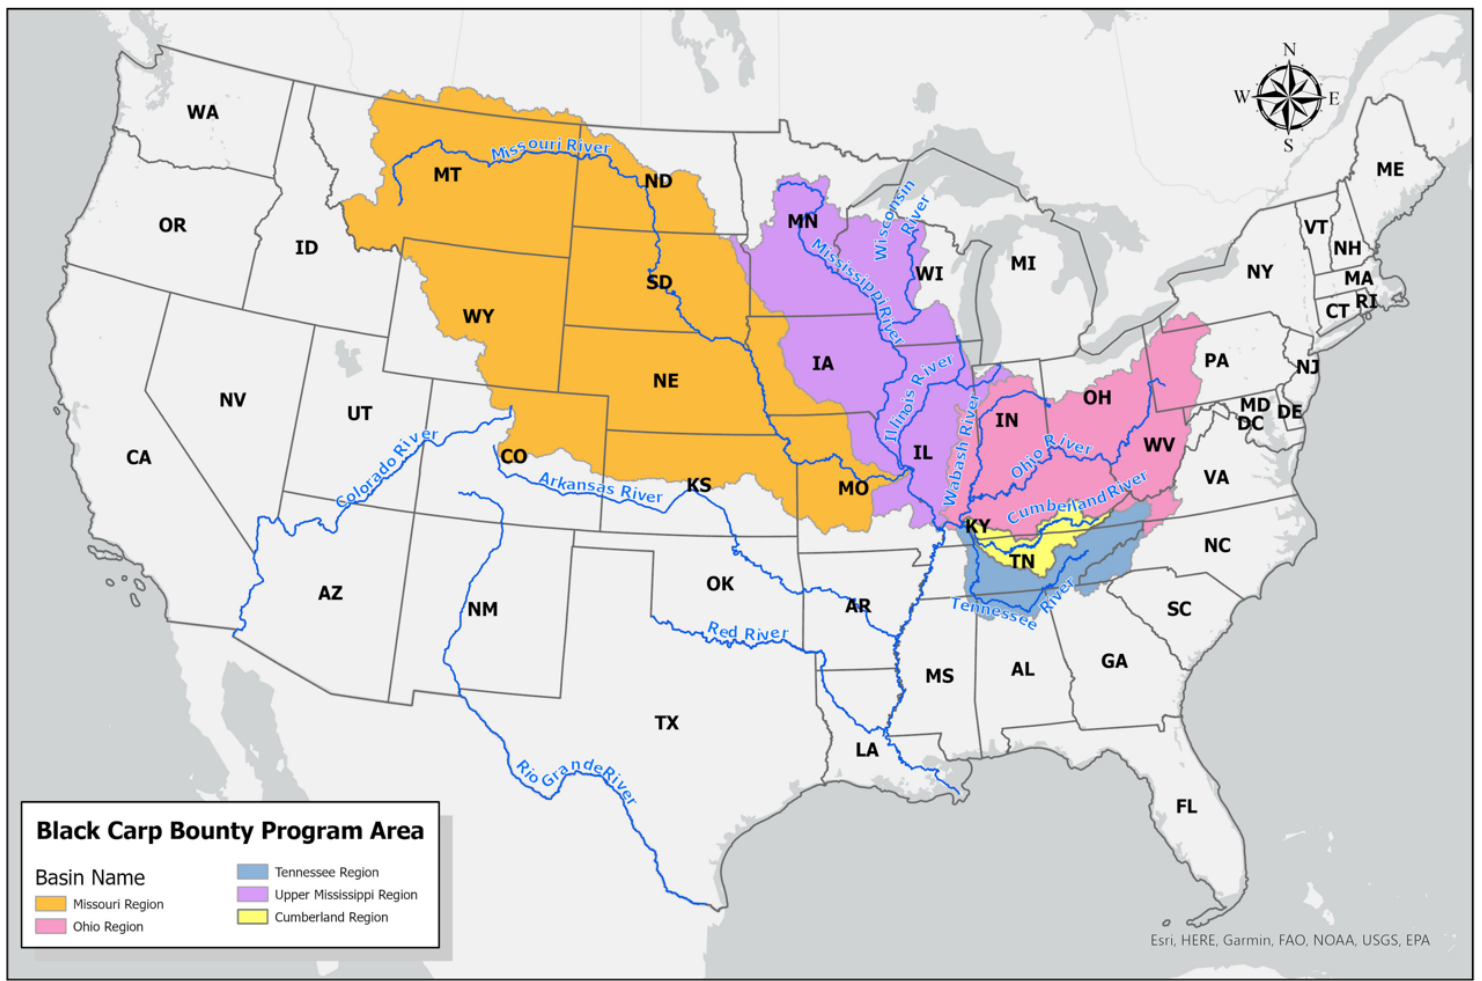 N
W E
S
WA
MT
Missouri River
ND
MN
Wisconsin
River
ME
OR
ID
VT
NH
SD
Mississippi River
WI
MI
NY
MA
CT RI
WY
IA
Illinois River
PA
NJ
NE
NV
UT
CA
Colorado River
CO
Arkansas River
KS
MO
IL
Wabash River
IN
OH
Ohio River
WV
MD
DC
DE
VA
KY
Cumberland River
TN
NC
Tennessee
River
AZ
NM
OK
AR
Red River
SC
MS
AL
GA
TX
LA
Rio Grande River
FL
Black Carp Bounty Program Area
Basin Name
Missouri Region
Ohio Region
Tennessee Region
Upper Mississippi Region
Cumberland Region
Esri, HERE, Garmin, FAO, NOAA, USGS, EPA